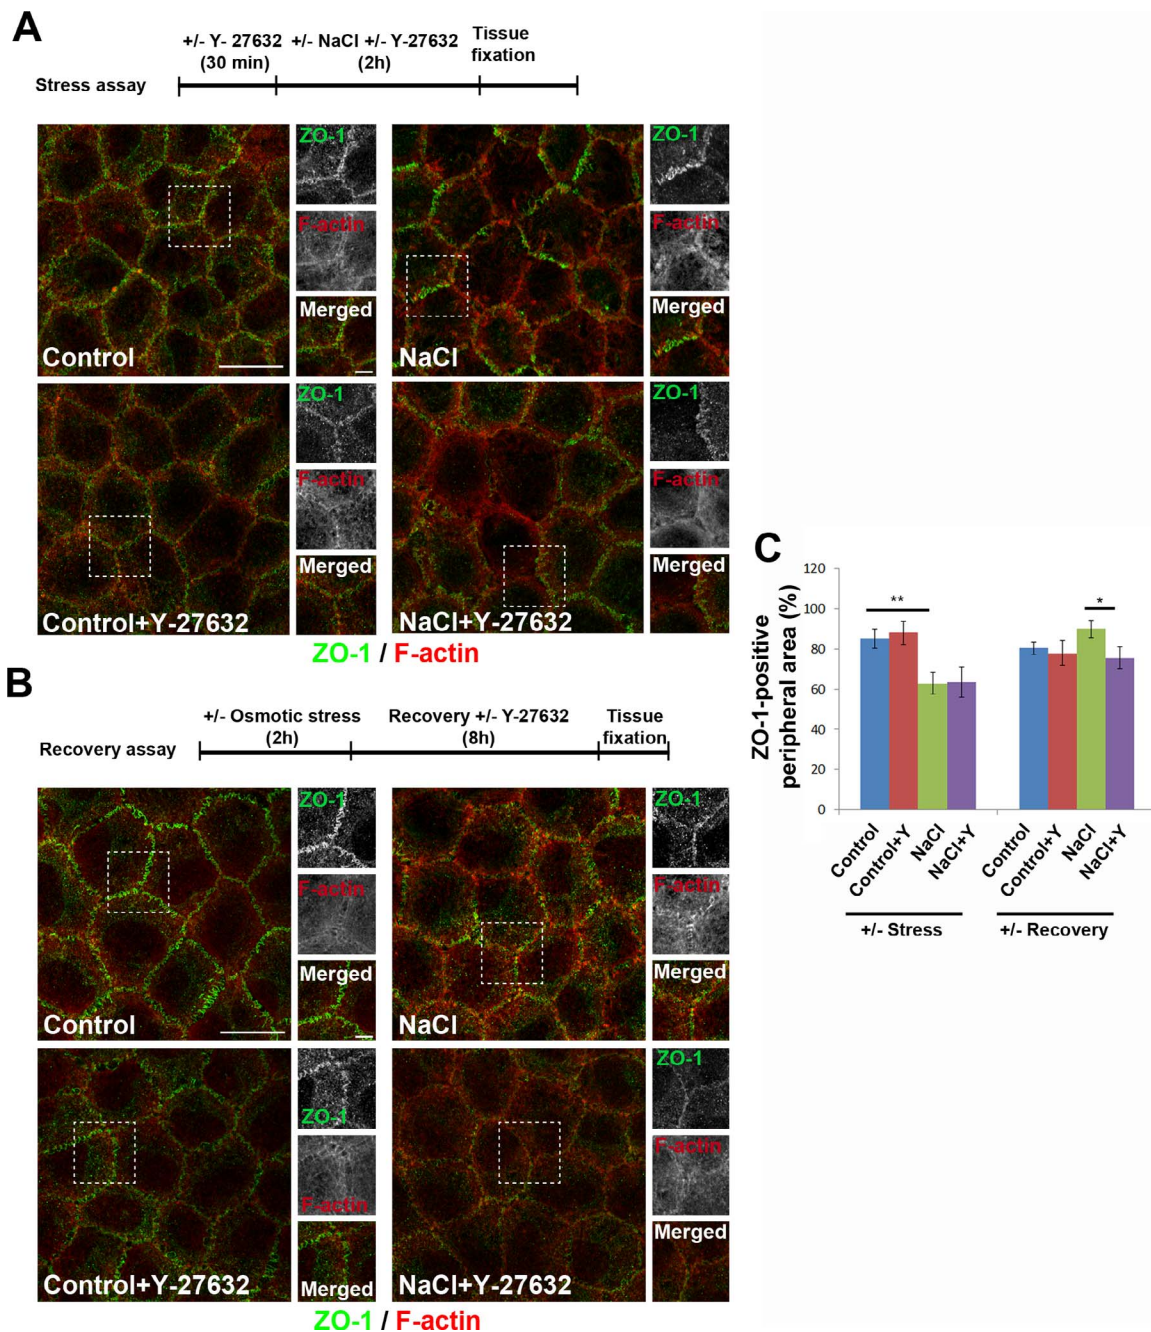 A
+/- Y- 27632
(30 min)
+/- NaCl +/- Y-27632
(2h)
Tissue
fixation
Stress assay
ZO-1
F-actin
Merged
Control
ZO-1
F-actin
Merged
NaCl
ZO-1
F-actin
Merged
Control+Y-27632
ZO-1
F-actin
Merged
NaCl+Y-27632
ZO-1 / F-actin
B
+/- Osmotic stress
(2h)
Recovery +/- Y-27632
(8h)
Tissue
fixation
Recovery assay
ZO-1
F-actin
Merged
Control
ZO-1
F-actin
Merged
NaCl
ZO-1
F-actin
Merged
Control+Y-27632
ZO-1
F-actin
Merged
NaCl+Y-27632
ZO-1 / F-actin
C
ZO-1-positive
peripheral area (%)
120
100
80
60
40
20
0
**
*
Control
Control+Y
NaCl
NaCl+Y
Control
Control+Y
NaCl
NaCl+Y
+/- Stress
+/- Recovery